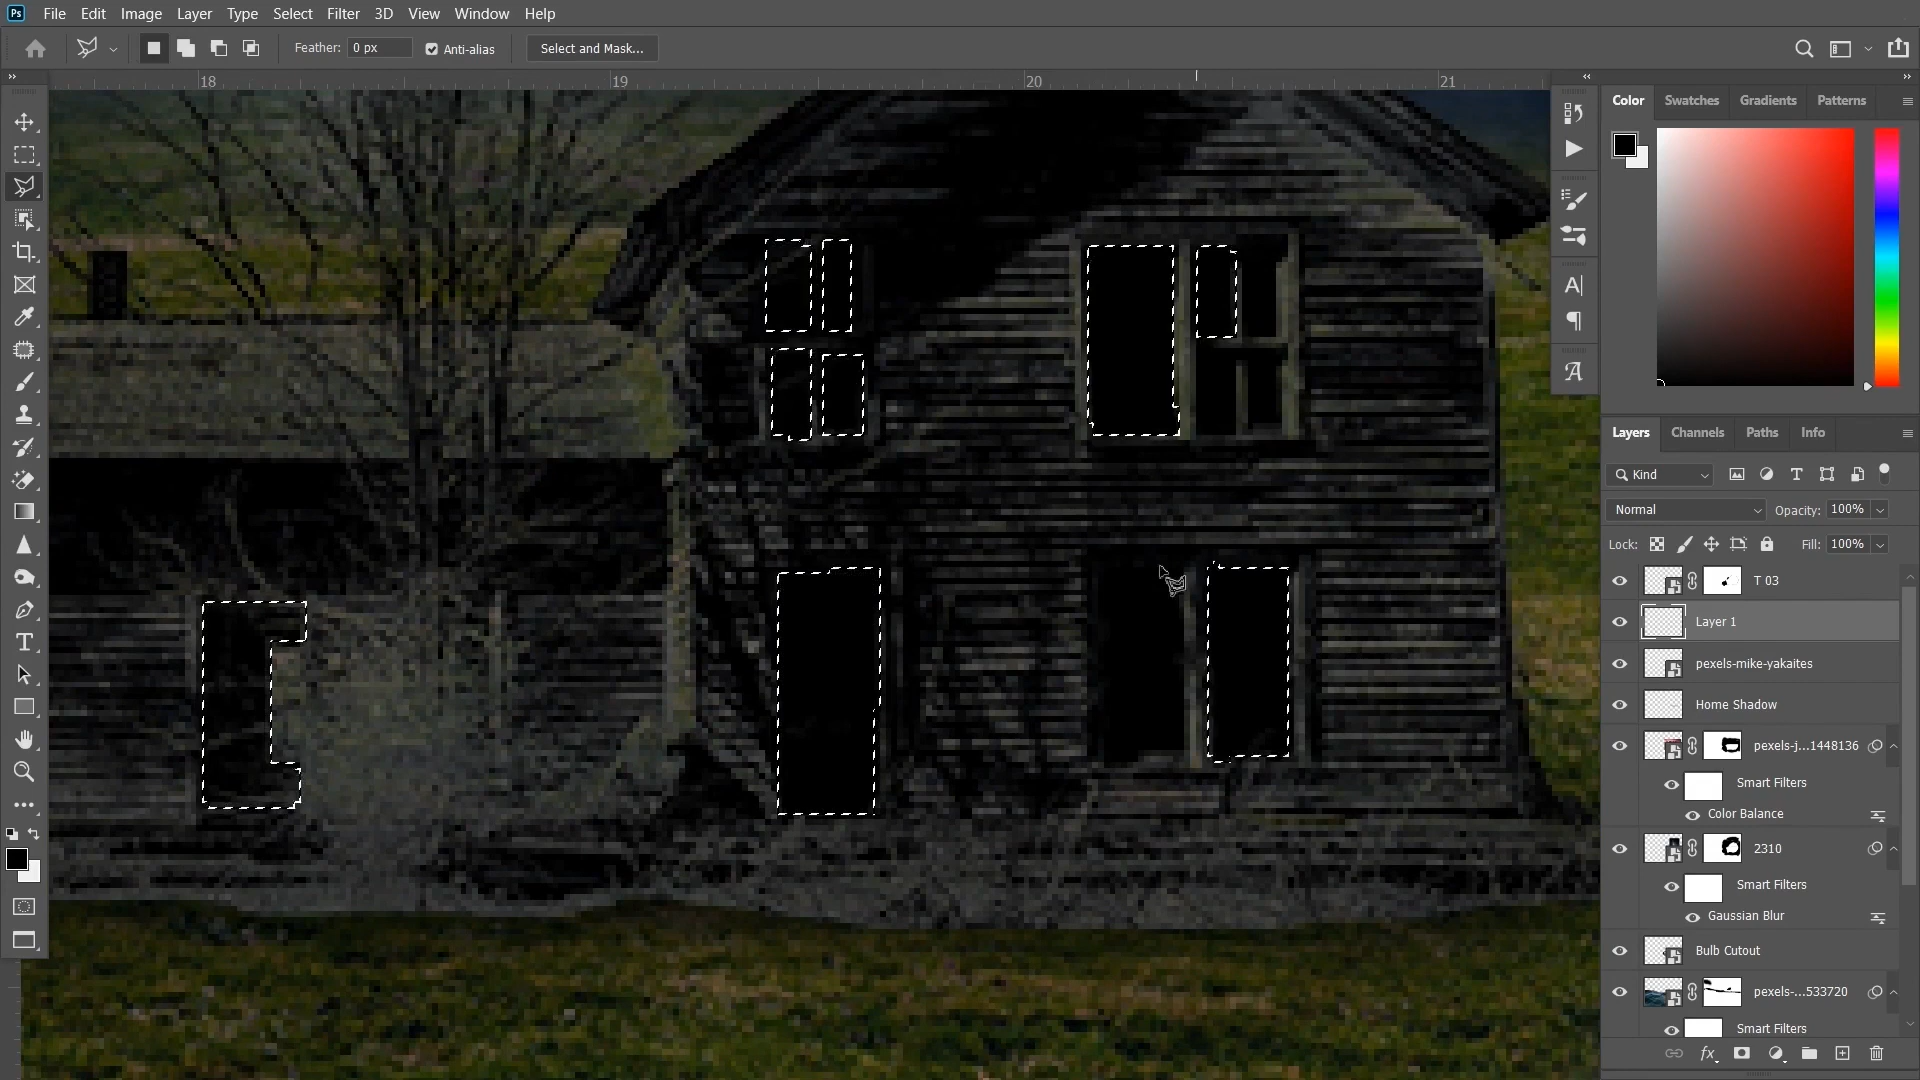 Ps File Edit Image Layer Type Select Filter 3D View Window Help
Feather: 0 px Anti-alias Select and Mask...
18 19 20 21
Color Swatches Gradients Patterns
Layers Channels Paths Info
Kind
Normal Opacity: 100%
Lock: Fill: 100%
T 03
Layer 1
pexels-mike-yakaites
Home Shadow
pexels-j...1448136
Smart Filters
Color Balance
2310
Smart Filters
Gaussian Blur
Bulb Cutout
pexels-...533720
Smart Filters
fx